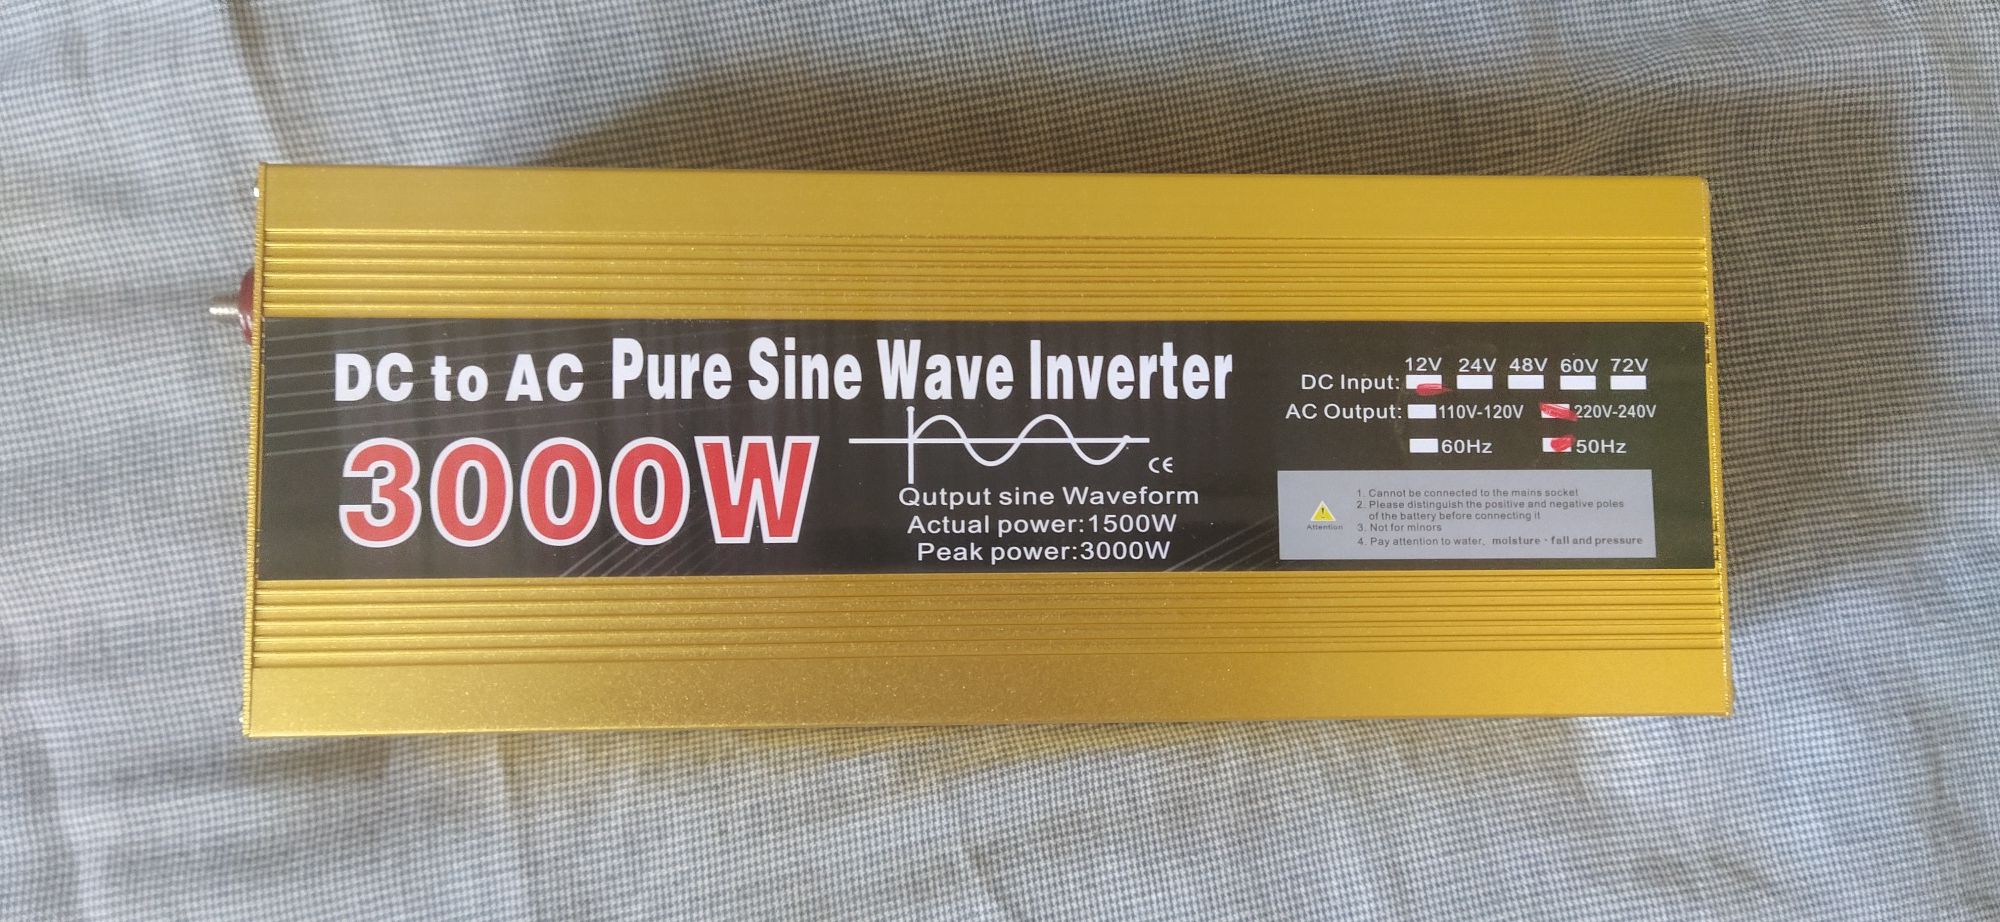 DC to AC Pure Sine Wave Inverter
3000W
CE
Qutput sine Waveform
Actual power:1500W
Peak power:3000W
12V 24V 48V 60V 72V
DC Input:
AC Output: 110V-120V 220V-240V
60Hz 50Hz
Attention
1. Cannot be connected to the mains socket
2. Please distinguish the positive and negative poles
of the battery before connecting it
3. Not for minors
4. Pay attention to water、moisture・fall and pressure